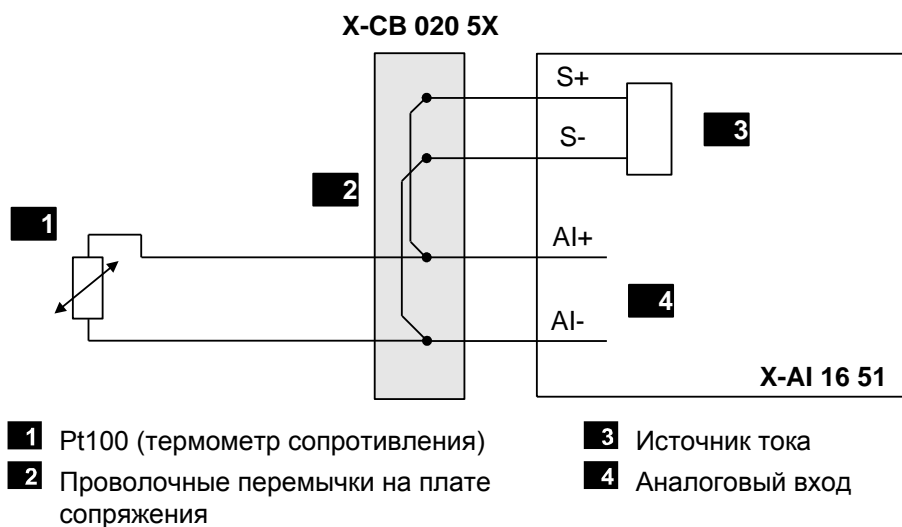 X-CB 020 5X
S+
3
S-
2
1
AI+
4
AI-
X-AI 16 51
1 Pt100 (термометр сопротивления)
2 Проволочные перемычки на плате
сопряжения
3 Источник тока
4 Аналоговый вход